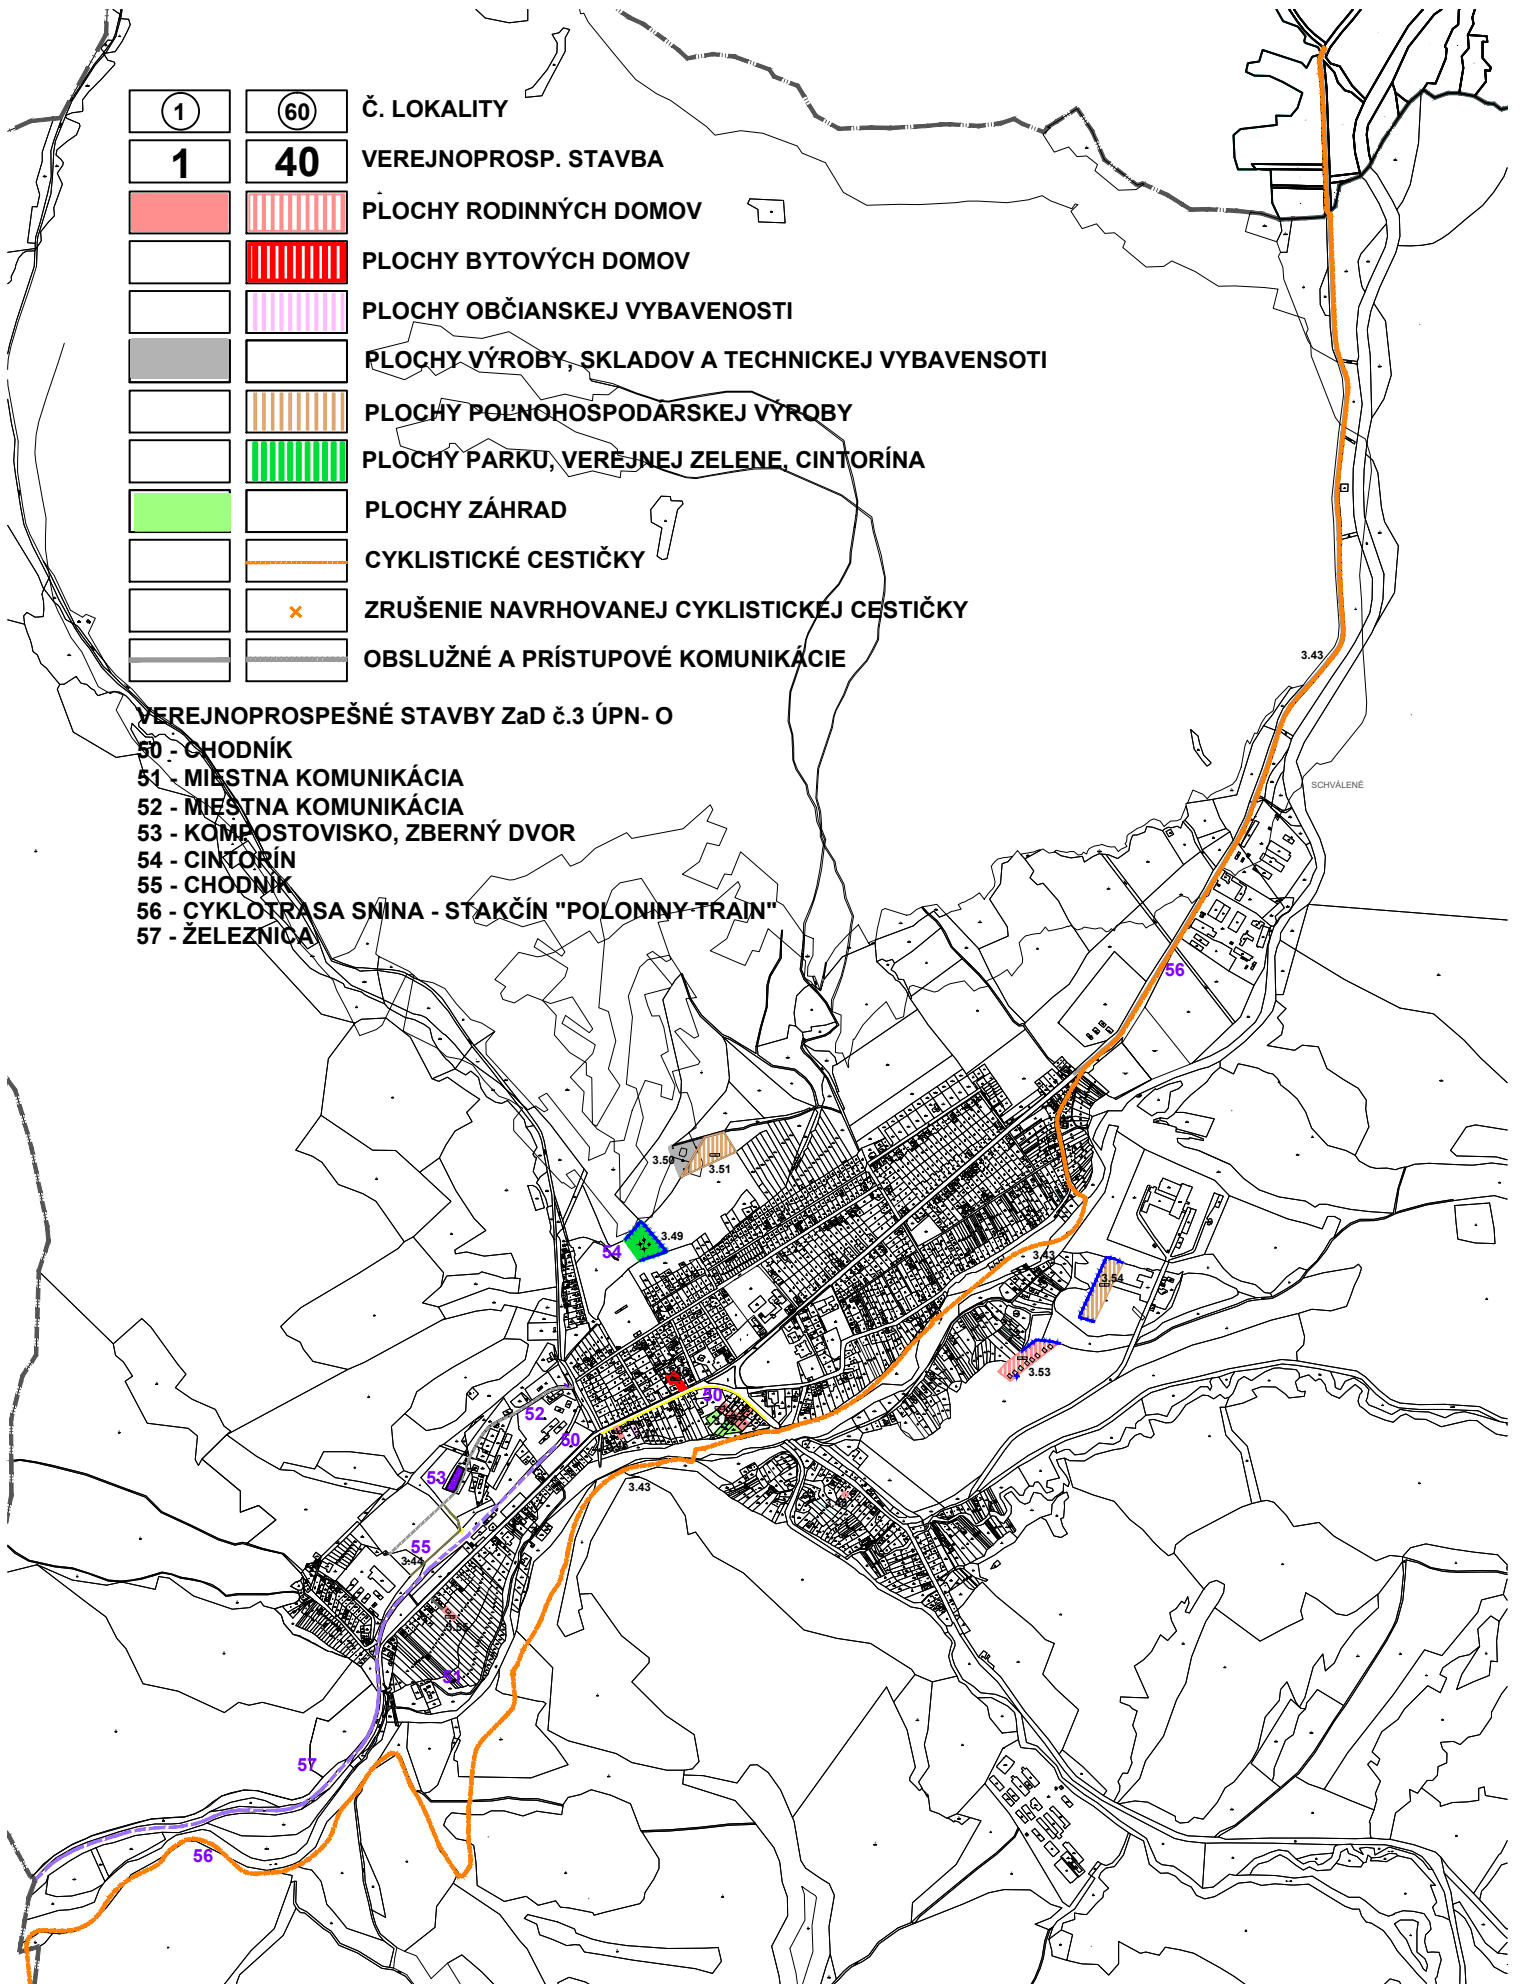 1 60 Č. LOKALITY
1 40 VEREJNOPROSP. STAVBA
PLOCHY RODINNÝCH DOMOV
PLOCHY BYTOVÝCH DOMOV
PLOCHY OBČIANSKEJ VYBAVENOSTI
PLOCHY VÝROBY, SKLADOV A TECHNICKEJ VYBAVENSOTI
PLOCHY POĽNOHOSPODÁRSKEJ VÝROBY
PLOCHY PARKU, VEREJNEJ ZELENE, CINTORÍNA
PLOCHY ZÁHRAD
CYKLISTICKÉ CESTIČKY
ZRUŠENIE NAVRHOVANEJ CYKLISTICKEJ CESTIČKY
OBSLUŽNÉ A PRÍSTUPOVÉ KOMUNIKÁCIE
VEREJNOPROSPEŠNÉ STAVBY ZaD č.3 ÚPN- O
50 - CHODNÍK
51 - MIESTNA KOMUNIKÁCIA
52 - MIESTNA KOMUNIKÁCIA
53 - KOMPOSTOVISKO, ZBERNÝ DVOR
54 - CINTORÍN
55 - CHODNÍK
56 - CYKLOTRASA SNINA - STAKČÍN "POLONINY TRAIN"
57 - ŽELEZNICA
3.43
SCHVÁLENÉ
56
3.50
3.51
3.49
54
3.43
3.54
3.53
50
52
50
53
3.43
55
3.44
51
57
56